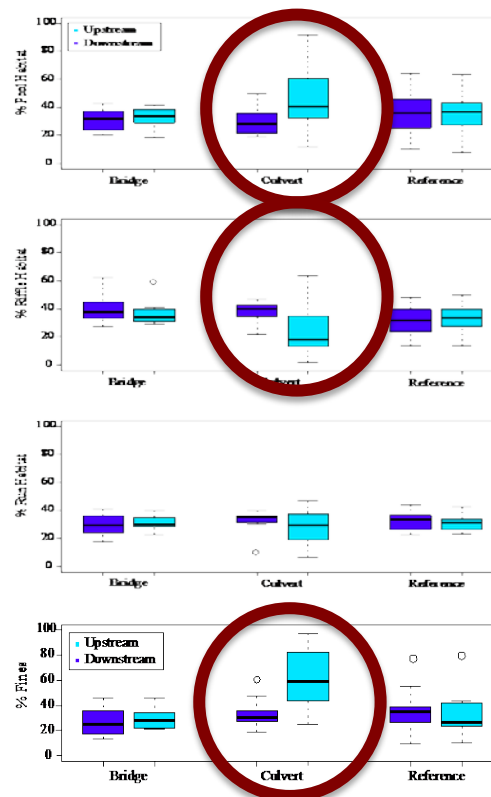 100
80
60
40
20
0
% Pool Habitat
Upstream
Downstream
Bridge
Culvert
Reference
100
80
60
40
20
0
% Riffle Habitat
Bridge
Culvert
Reference
100
80
60
40
20
0
% Run Habitat
Bridge
Culvert
Reference
100
80
60
40
20
0
% Fines
Upstream
Downstream
Bridge
Culvert
Reference